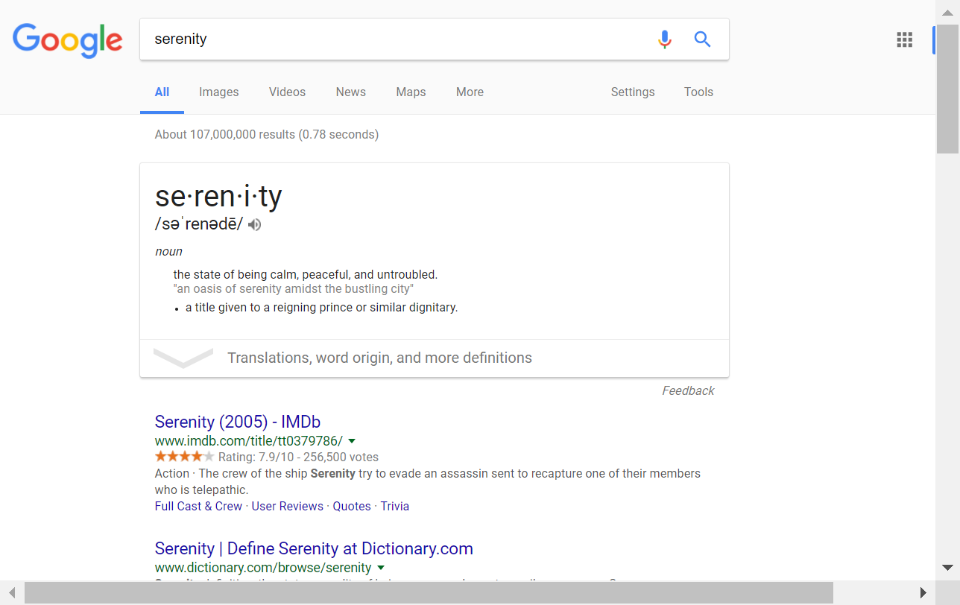 Google
serenity
All Images Videos News Maps More Settings Tools
About 107,000,000 results (0.78 seconds)
se·ren·i·ty
/səˈrenədē/
noun
the state of being calm, peaceful, and untroubled.
"an oasis of serenity amidst the bustling city"
• a title given to a reigning prince or similar dignitary.
Translations, word origin, and more definitions
Feedback
Serenity (2005) - IMDb
www.imdb.com/title/tt0379786/
Rating: 7.9/10 - 256,500 votes
Action · The crew of the ship Serenity try to evade an assassin sent to recapture one of their members
who is telepathic.
Full Cast & Crew · User Reviews · Quotes · Trivia
Serenity | Define Serenity at Dictionary.com
www.dictionary.com/browse/serenity